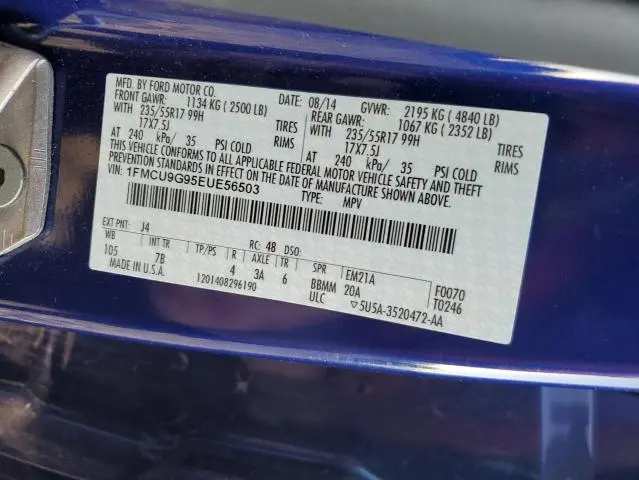 MFD. BY FORD MOTOR CO.
DATE: 08/14 GVWR: 2195 KG ( 4840 LB)
FRONT GAWR: 1134 KG ( 2500 LB) REAR GAWR: 1067 KG ( 2352 LB)
WITH 235/55R17 99H TIRES WITH 235/55R17 99H TIRES
17X7.5J RIMS 17X7.5J RIMS
AT 240 kPa/ 35 PSI COLD AT 240 kPa/ 35 PSI COLD
THIS VEHICLE CONFORMS TO ALL APPLICABLE FEDERAL MOTOR VEHICLE SAFETY AND THEFT
PREVENTION STANDARDS IN EFFECT ON THE DATE OF MANUFACTURE SHOWN ABOVE.
VIN: 1FMCU9G95EUE56503
TYPE: MPV
EXT PNT: J4 RC: 48 DSO:
WB INT TR TP/PS R AXLE TR SPR EM21A F0070
105 7B 4 3A 6 BBMM 20A T0246
MADE IN U.S.A. 1201408296190 ULC ▽5U5A-3520472-AA